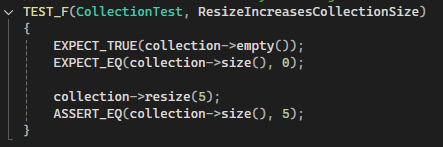 TEST_F(CollectionTest, ResizeIncreasesCollectionSize)
{
    EXPECT_TRUE(collection->empty());
    EXPECT_EQ(collection->size(), 0);

    collection->resize(5);
    ASSERT_EQ(collection->size(), 5);
}